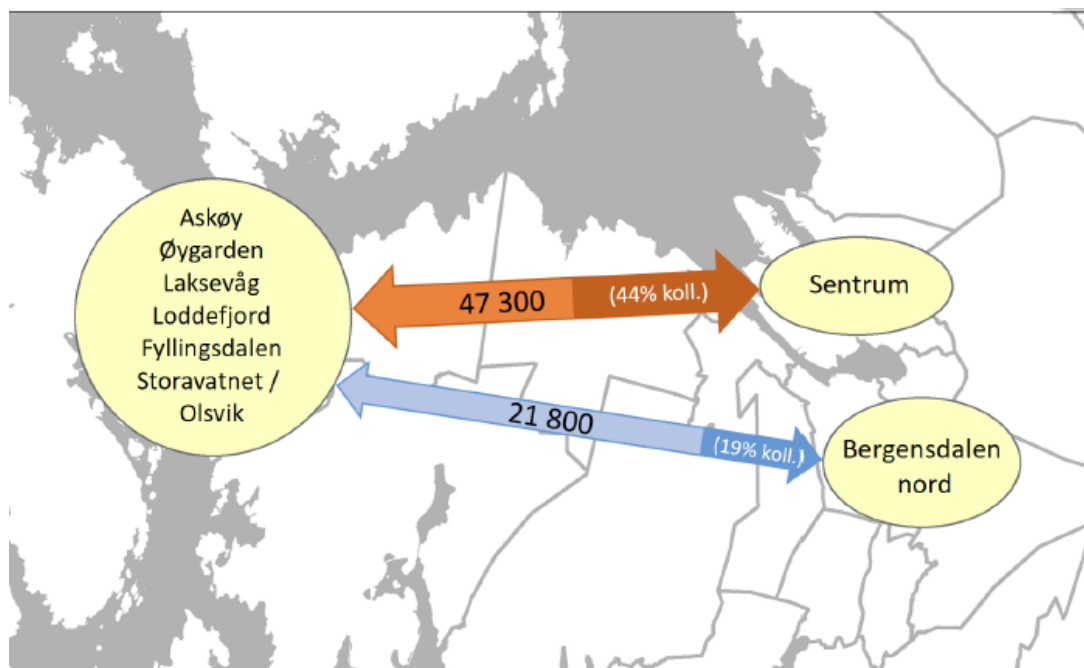 Askøy
Øygarden
Laksevåg
Loddefjord
Fyllingsdalen
Storavatnet /
Olsvik
47 300
(44% koll.)
Sentrum
21 800
(19% koll.)
Bergensdalen
nord